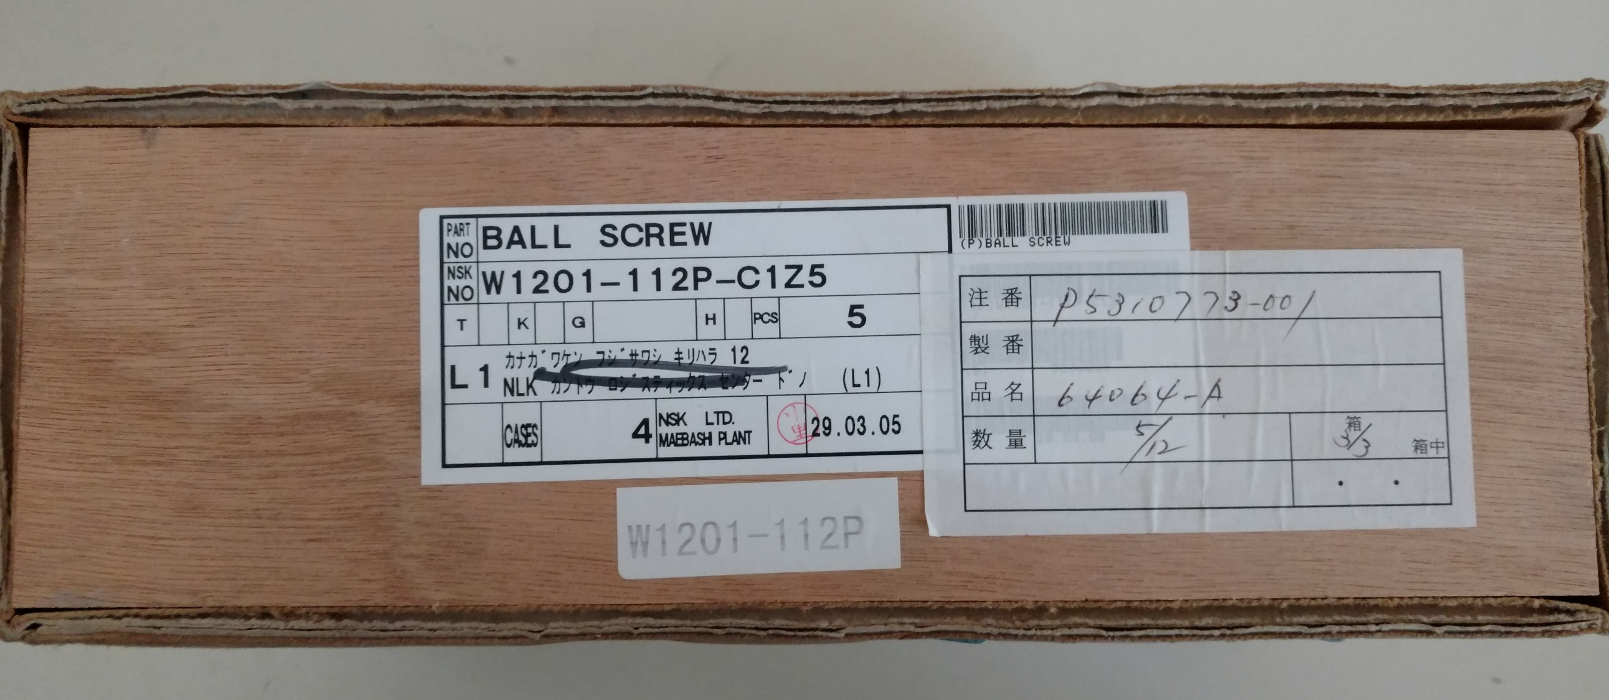 PART NO BALL SCREW
(P)BALL SCREW
NSK NO W1201-112P-C1Z5
T K G H PCS 5
L1 カナガワケン フジサワシ キリハラ 12
NLK カントウ ロジスティックス センター ドノ (L1)
CASES 4 NSK LTD. MAEBASHI PLANT 29.03.05
注番 P5310773-001
製番
品名 64064-A
数量 5/12 箱 3/3 箱中
W1201-112P